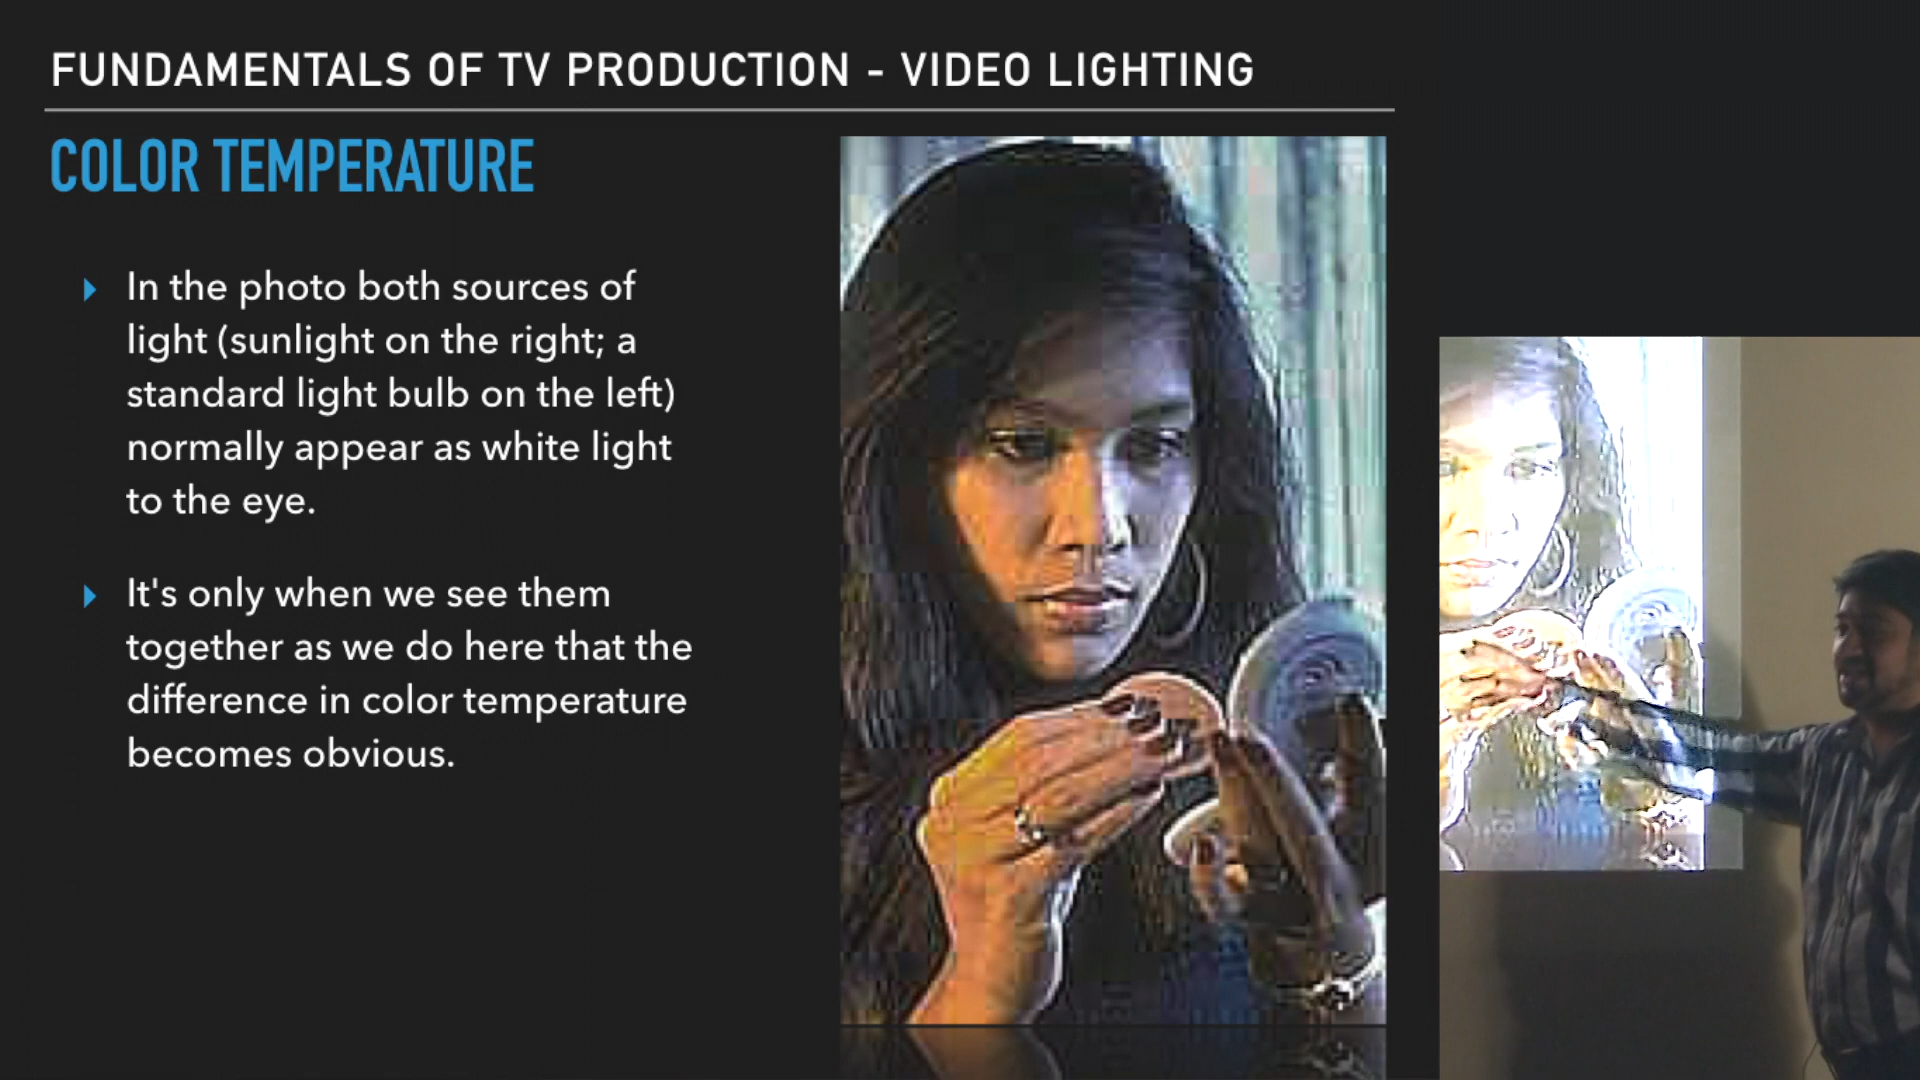 FUNDAMENTALS OF TV PRODUCTION - VIDEO LIGHTING
COLOR TEMPERATURE
In the photo both sources of
light (sunlight on the right; a
standard light bulb on the left)
normally appear as white light
to the eye.
It's only when we see them
together as we do here that the
difference in color temperature
becomes obvious.